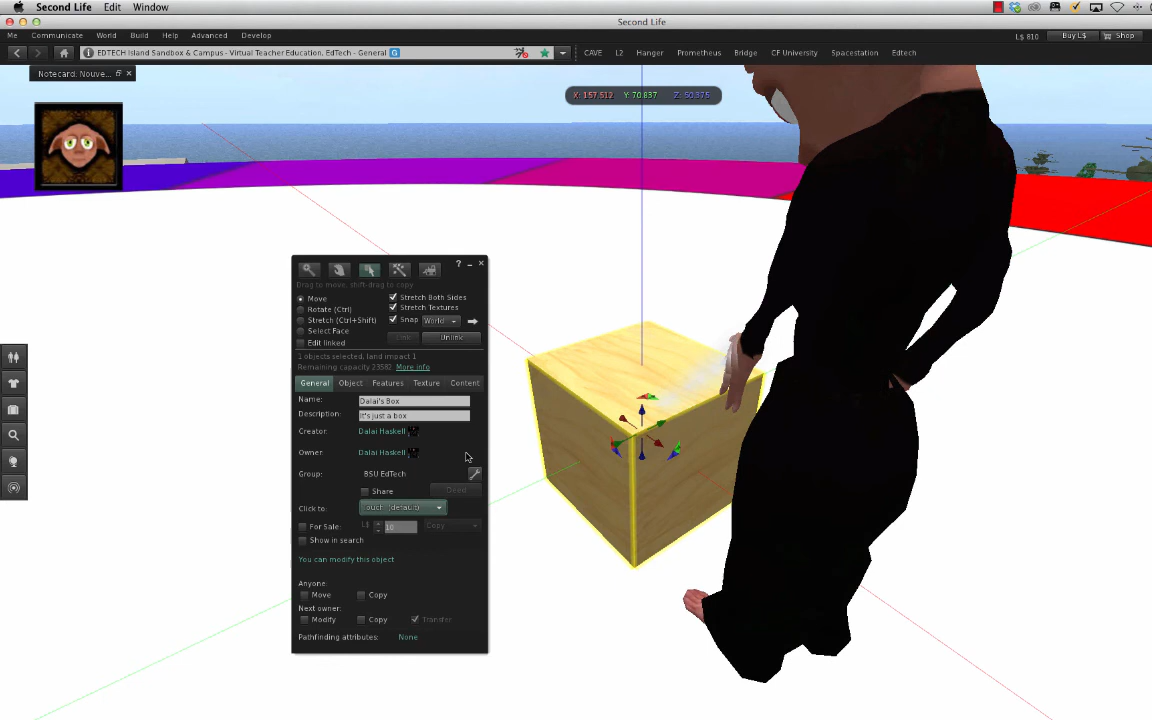 Second Life Edit Window
Second Life
Me Communicate World Build Help Advanced Develop
L$ 810 Buy L$ Shop
EDTECH Island Sandbox & Campus - Virtual Teacher Education, EdTech - General G
CAVE L2 Hanger Prometheus Bridge CF University Spacestation Edtech
Notecard: Nouve...
X: 157.512 Y: 70.837 Z: 50.375
Drag to move, shift-drag to copy
Move
Rotate (Ctrl)
Stretch (Ctrl+Shift)
Select Face
Edit linked
Stretch Both Sides
Stretch Textures
Snap World
Link Unlink
1 objects selected, land impact 1
Remaining capacity 23582 More info
General Object Features Texture Content
Name: Dalai's Box
Description: It's just a box
Creator: Dalai Haskell
Owner: Dalai Haskell
Group: BSU EdTech
Share Deed
Click to: Touch (default)
For Sale: L$ 10 Copy
Show in search
You can modify this object
Anyone:
Move Copy
Next owner:
Modify Copy Transfer
Pathfinding attributes: None